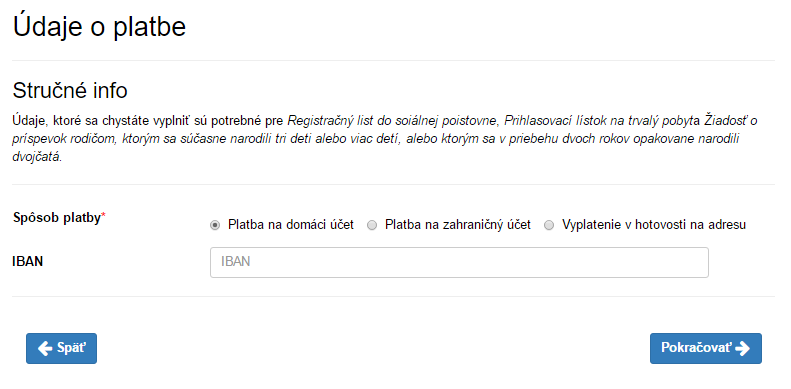 Údaje o platbe
Stručné info
Údaje, ktoré sa chystáte vyplniť sú potrebné pre Registračný list do soiálnej poistovne, Prihlasovací lístok na trvalý pobyta Žiadosť o
príspevok rodičom, ktorým sa súčasne narodili tri deti alebo viac detí, alebo ktorým sa v priebehu dvoch rokov opakovane narodili
dvojčatá.
Spôsob platby*
Platba na domáci účet Platba na zahraničný účet Vyplatenie v hotovosti na adresu
IBAN
IBAN
Späť
Pokračovať